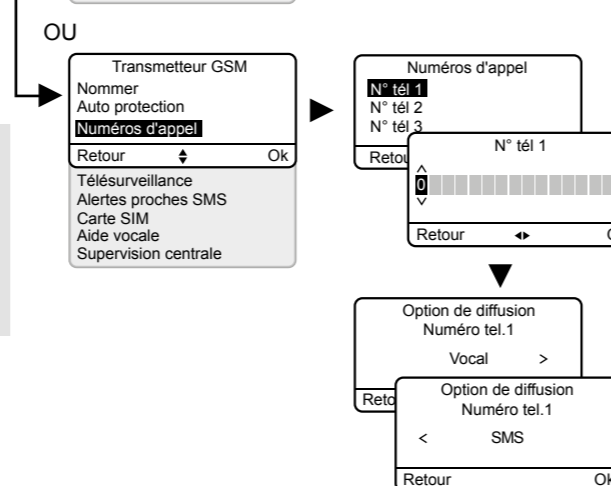 OU
Transmetteur GSM
Nommer
Auto protection
Numéros d'appel
Retour Ok
Télésurveillance
Alertes proches SMS
Carte SIM
Aide vocale
Supervision centrale
Numéros d'appel
N° tél 1
N° tél 2
N° tél 3
N° tél 1
0
Retour
Option de diffusion
Numéro tel.1
Vocal >
Option de diffusion
Numéro tel.1
< SMS
Retour Ok